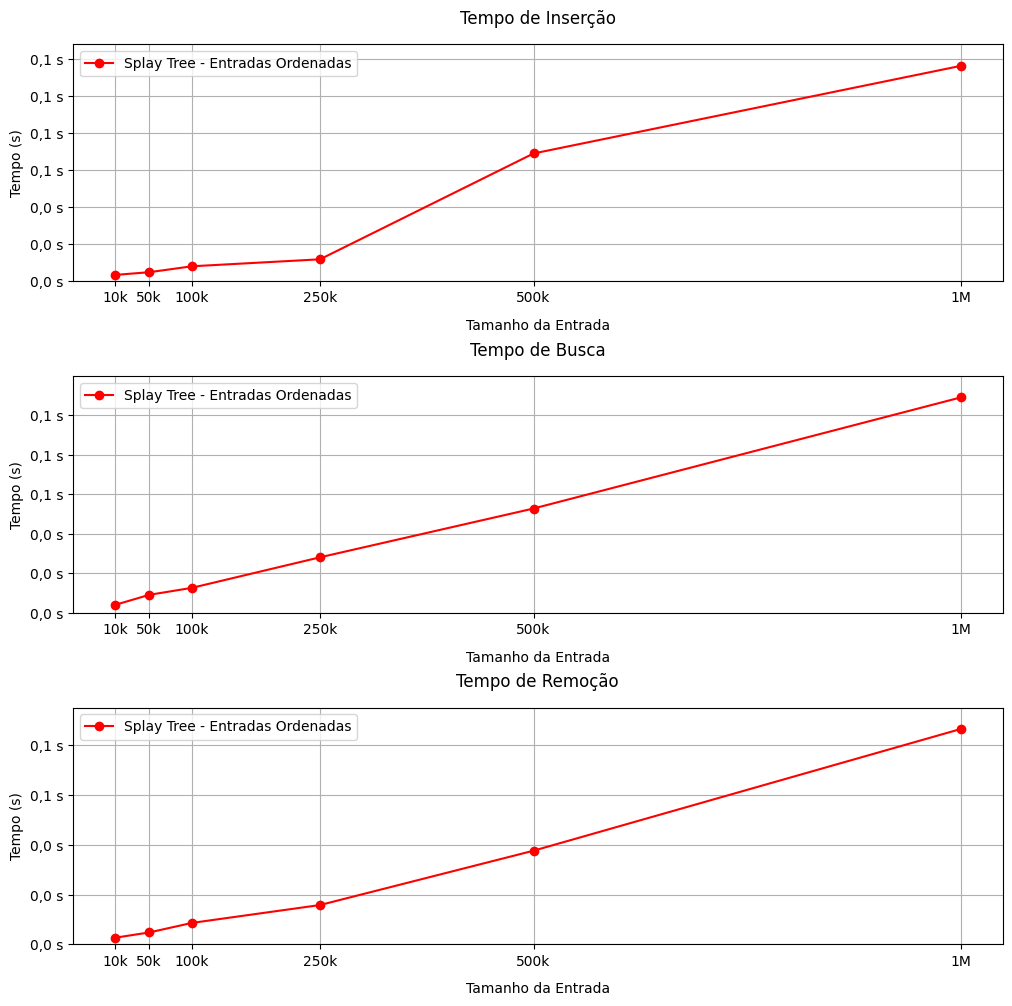 Tempo de Inserção
Splay Tree - Entradas Ordenadas
0,1 s
0,1 s
0,1 s
0,1 s
0,0 s
0,0 s
0,0 s
Tempo (s)
10k 50k 100k 250k 500k 1M
Tamanho da Entrada
Tempo de Busca
Splay Tree - Entradas Ordenadas
0,1 s
0,1 s
0,1 s
0,0 s
0,0 s
0,0 s
Tempo (s)
10k 50k 100k 250k 500k 1M
Tamanho da Entrada
Tempo de Remoção
Splay Tree - Entradas Ordenadas
0,1 s
0,1 s
0,0 s
0,0 s
0,0 s
Tempo (s)
10k 50k 100k 250k 500k 1M
Tamanho da Entrada